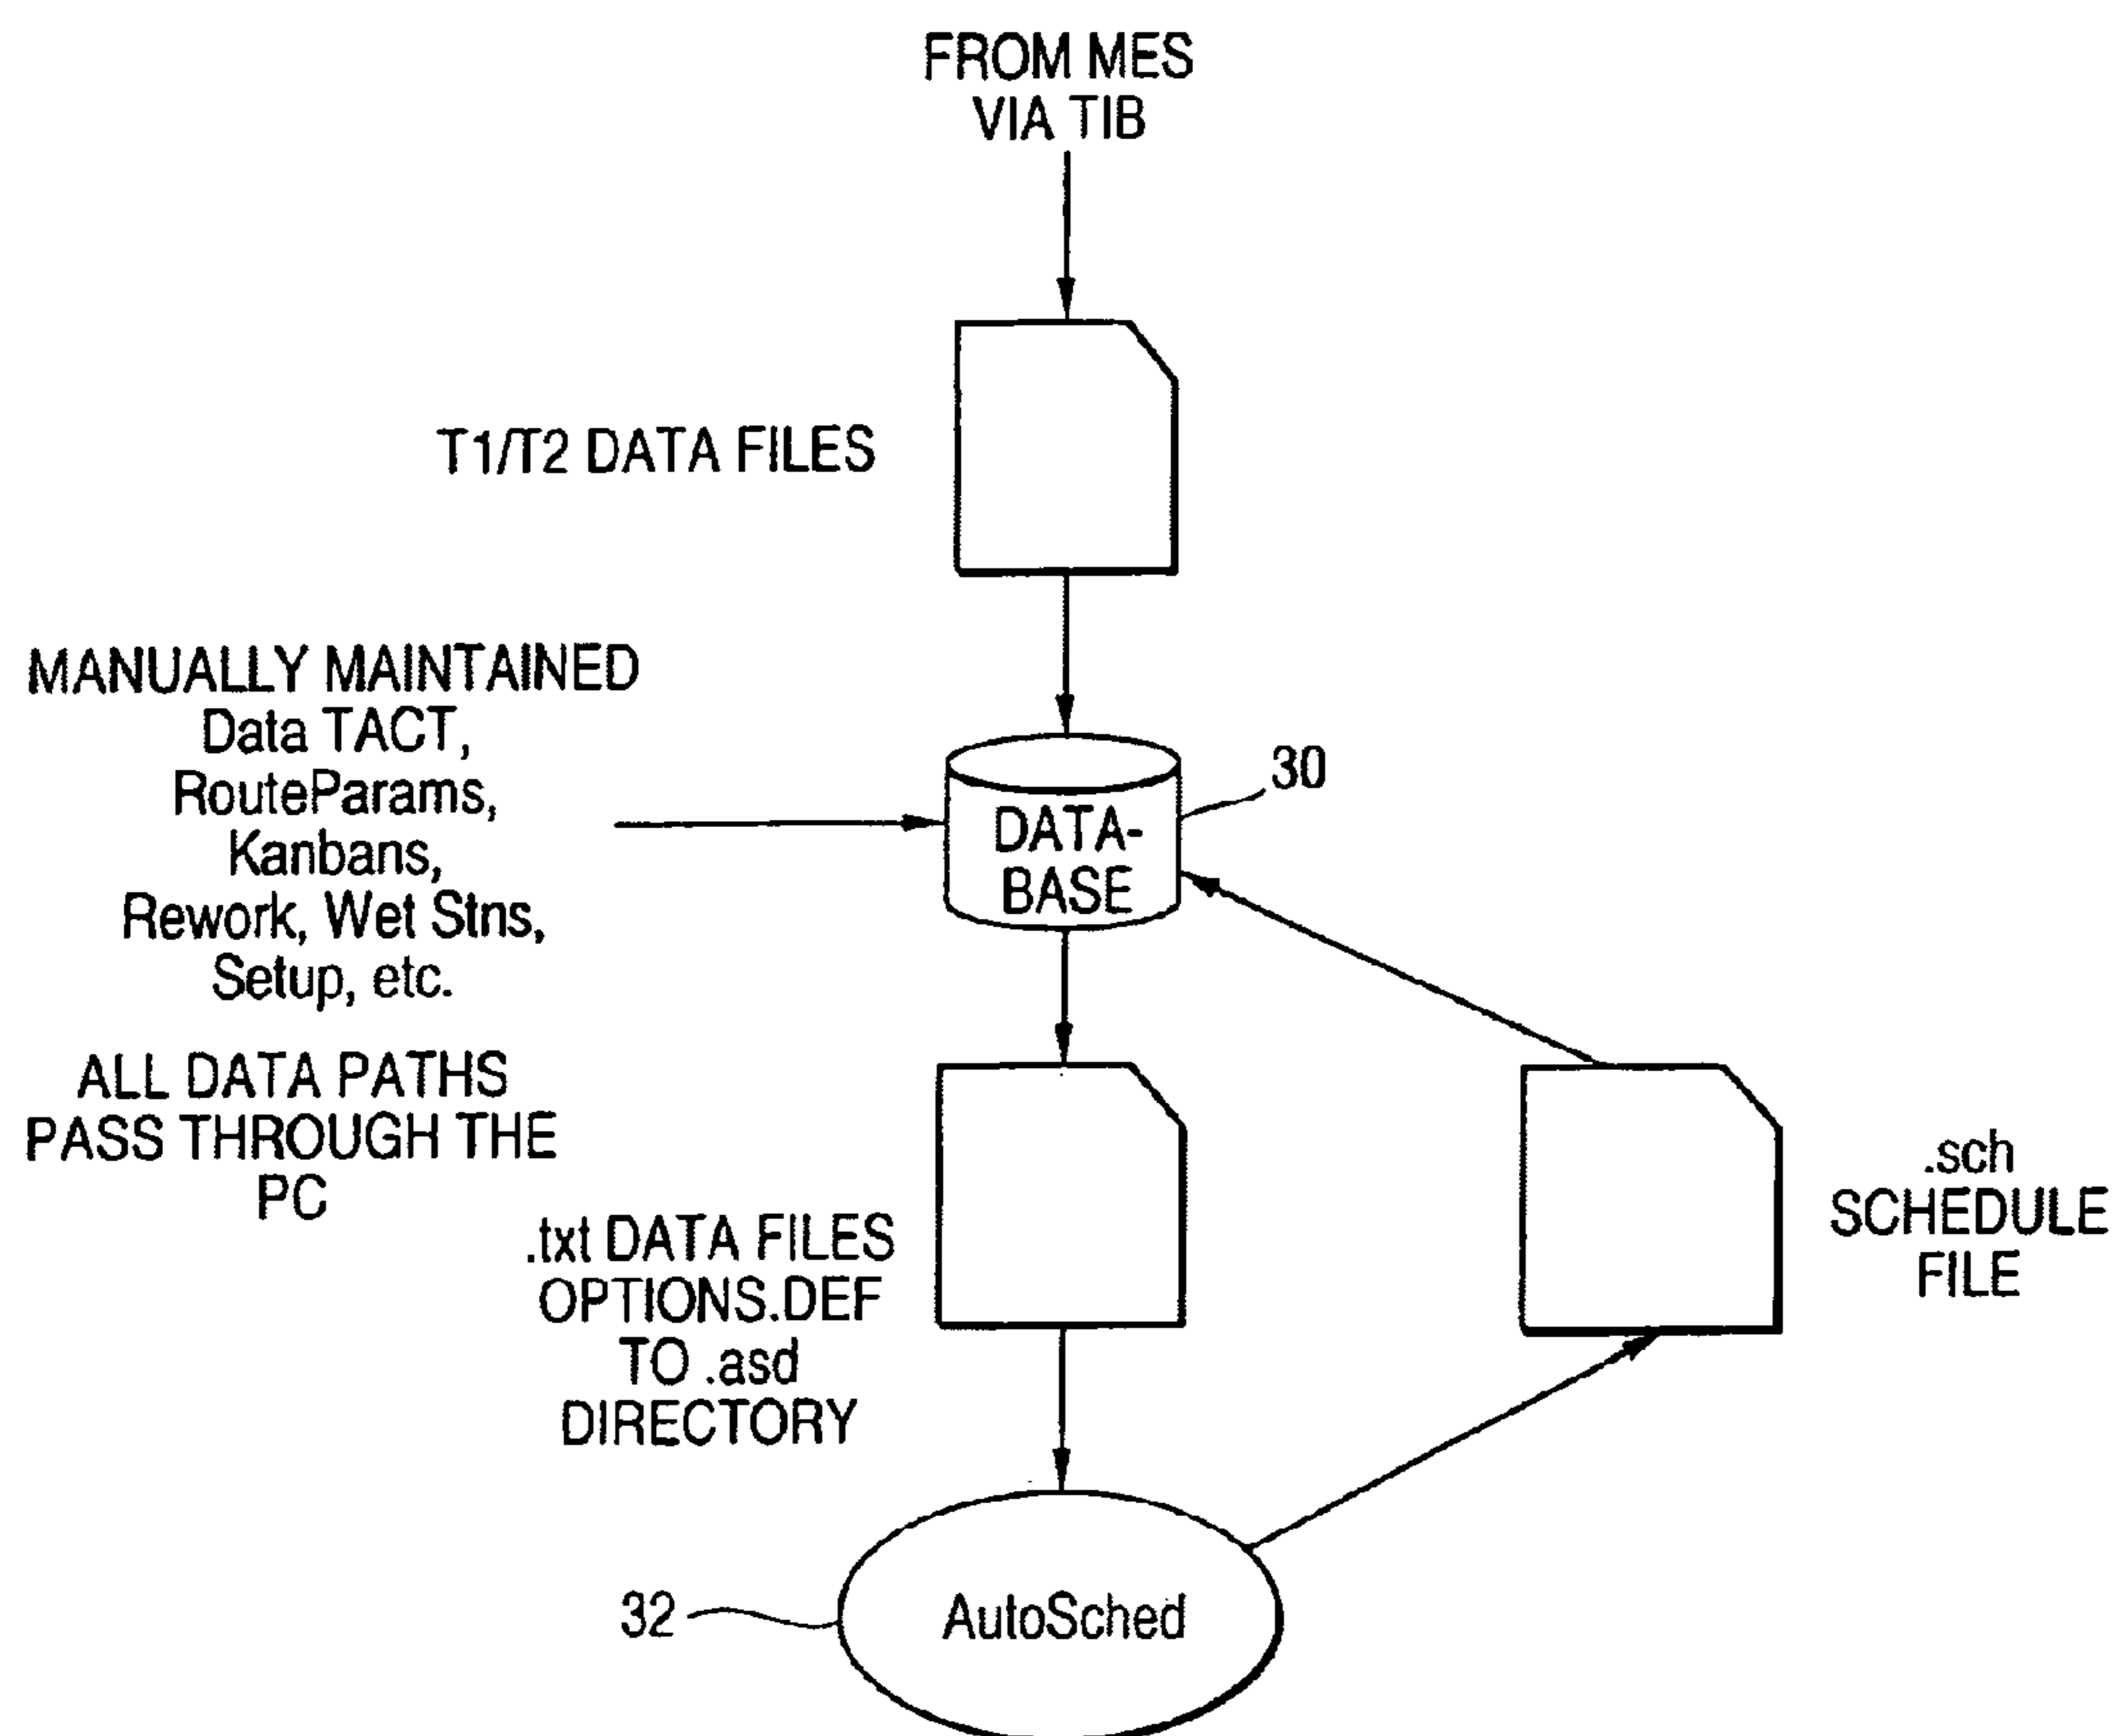 FROM MES
VIA TIB
T1/T2 DATA FILES
MANUALLY MAINTAINED
Data TACT,
RouteParams,
Kanbans,
Rework, Wet Stns,
Setup, etc.
30
DATA-
BASE
ALL DATA PATHS
PASS THROUGH THE
PC
.txt DATA FILES
OPTIONS.DEF
TO .asd
DIRECTORY
.sch
SCHEDULE
FILE
32
AutoSched